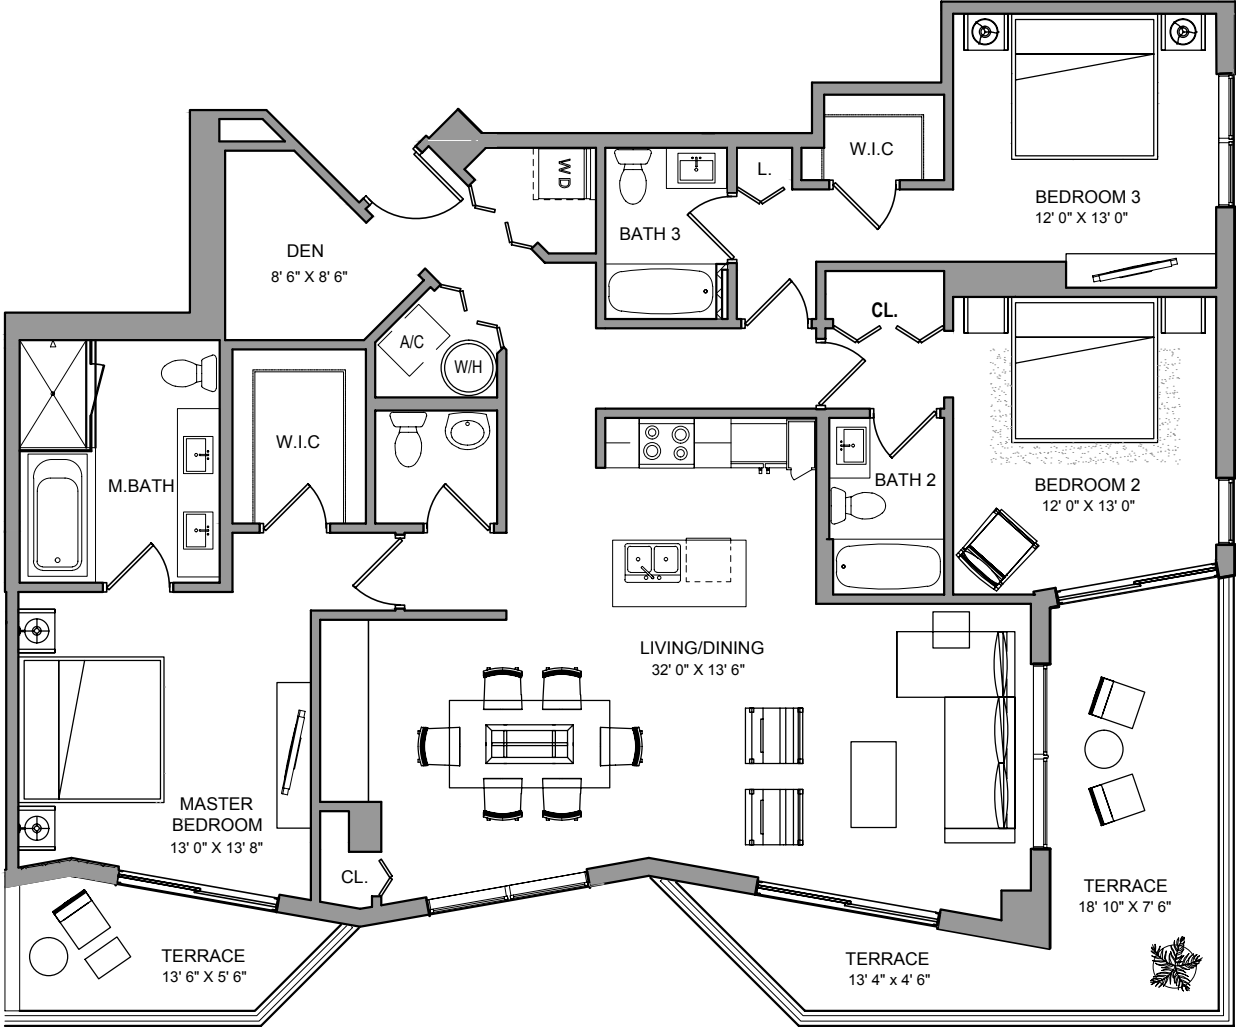 W.I.C
W D
L.
BEDROOM 3
12' 0" X 13' 0"
BATH 3
DEN
8' 6" X 8' 6"
CL.
A/C
W/H
W.I.C
M.BATH
BATH 2
BEDROOM 2
12' 0" X 13' 0"
LIVING/DINING
32' 0" X 13' 6"
MASTER
BEDROOM
13' 0" X 13' 8"
CL.
TERRACE
18' 10" X 7' 6"
TERRACE
13' 6" X 5' 6"
TERRACE
13' 4" x 4' 6"